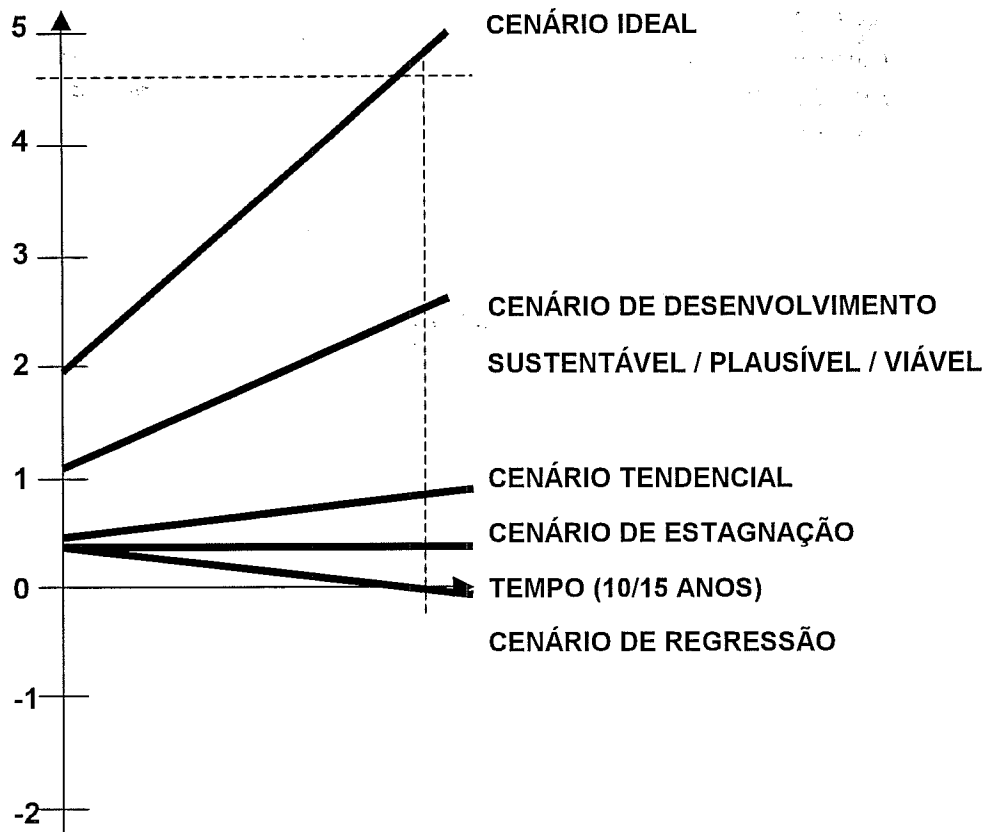 5
CENÁRIO IDEAL
4
3
CENÁRIO DE DESENVOLVIMENTO
2
SUSTENTÁVEL / PLAUSÍVEL / VIÁVEL
1
CENÁRIO TENDENCIAL
CENÁRIO DE ESTAGNAÇÃO
0
TEMPO (10/15 ANOS)
CENÁRIO DE REGRESSÃO
-1
-2